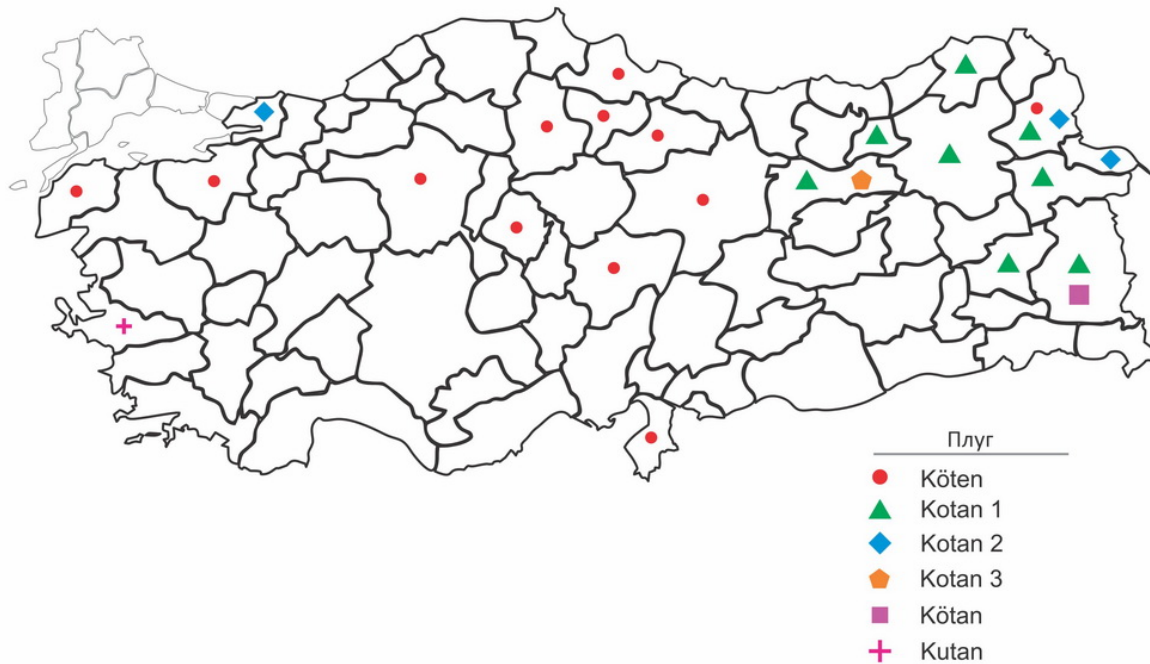 Плуг
Köten
Kotan 1
Kotan 2
Kotan 3
Kötan
Kutan